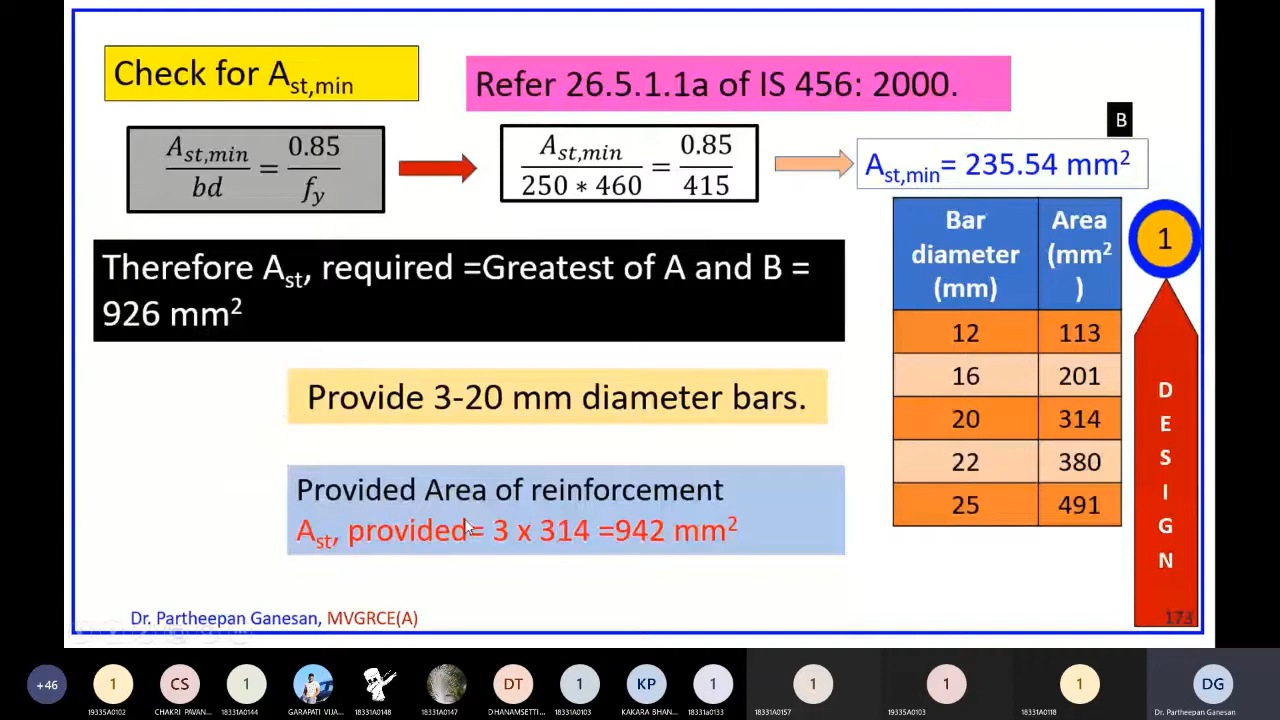 Check for Ast,min
Refer 26.5.1.1a of IS 456: 2000.
B
Ast,min/bd = 0.85/fy
Ast,min/250 * 460 = 0.85/415
Ast,min= 235.54 mm²
Therefore Ast, required =Greatest of A and B =
926 mm²
Bar diameter (mm) Area (mm² )
12 113
16 201
20 314
22 380
25 491
1
DESIGN
Provide 3-20 mm diameter bars.
Provided Area of reinforcement
Ast, provided= 3 x 314 =942 mm²
Dr. Partheepan Ganesan, MVGRCE(A)
173
+46 1 CS 1 DT 1 KP 1 1 1 1 DG
19335A0102 CHAKRI PAVAN... 18331A0144 GARAPATI VIJA... 18331A0148 18331A0147 DHANAMSETTI... 18331A0103 KAKARA BHAN... 18331a0133 18331A0157 19335A0103 18331A0118 Dr. Partheepan Ganesan